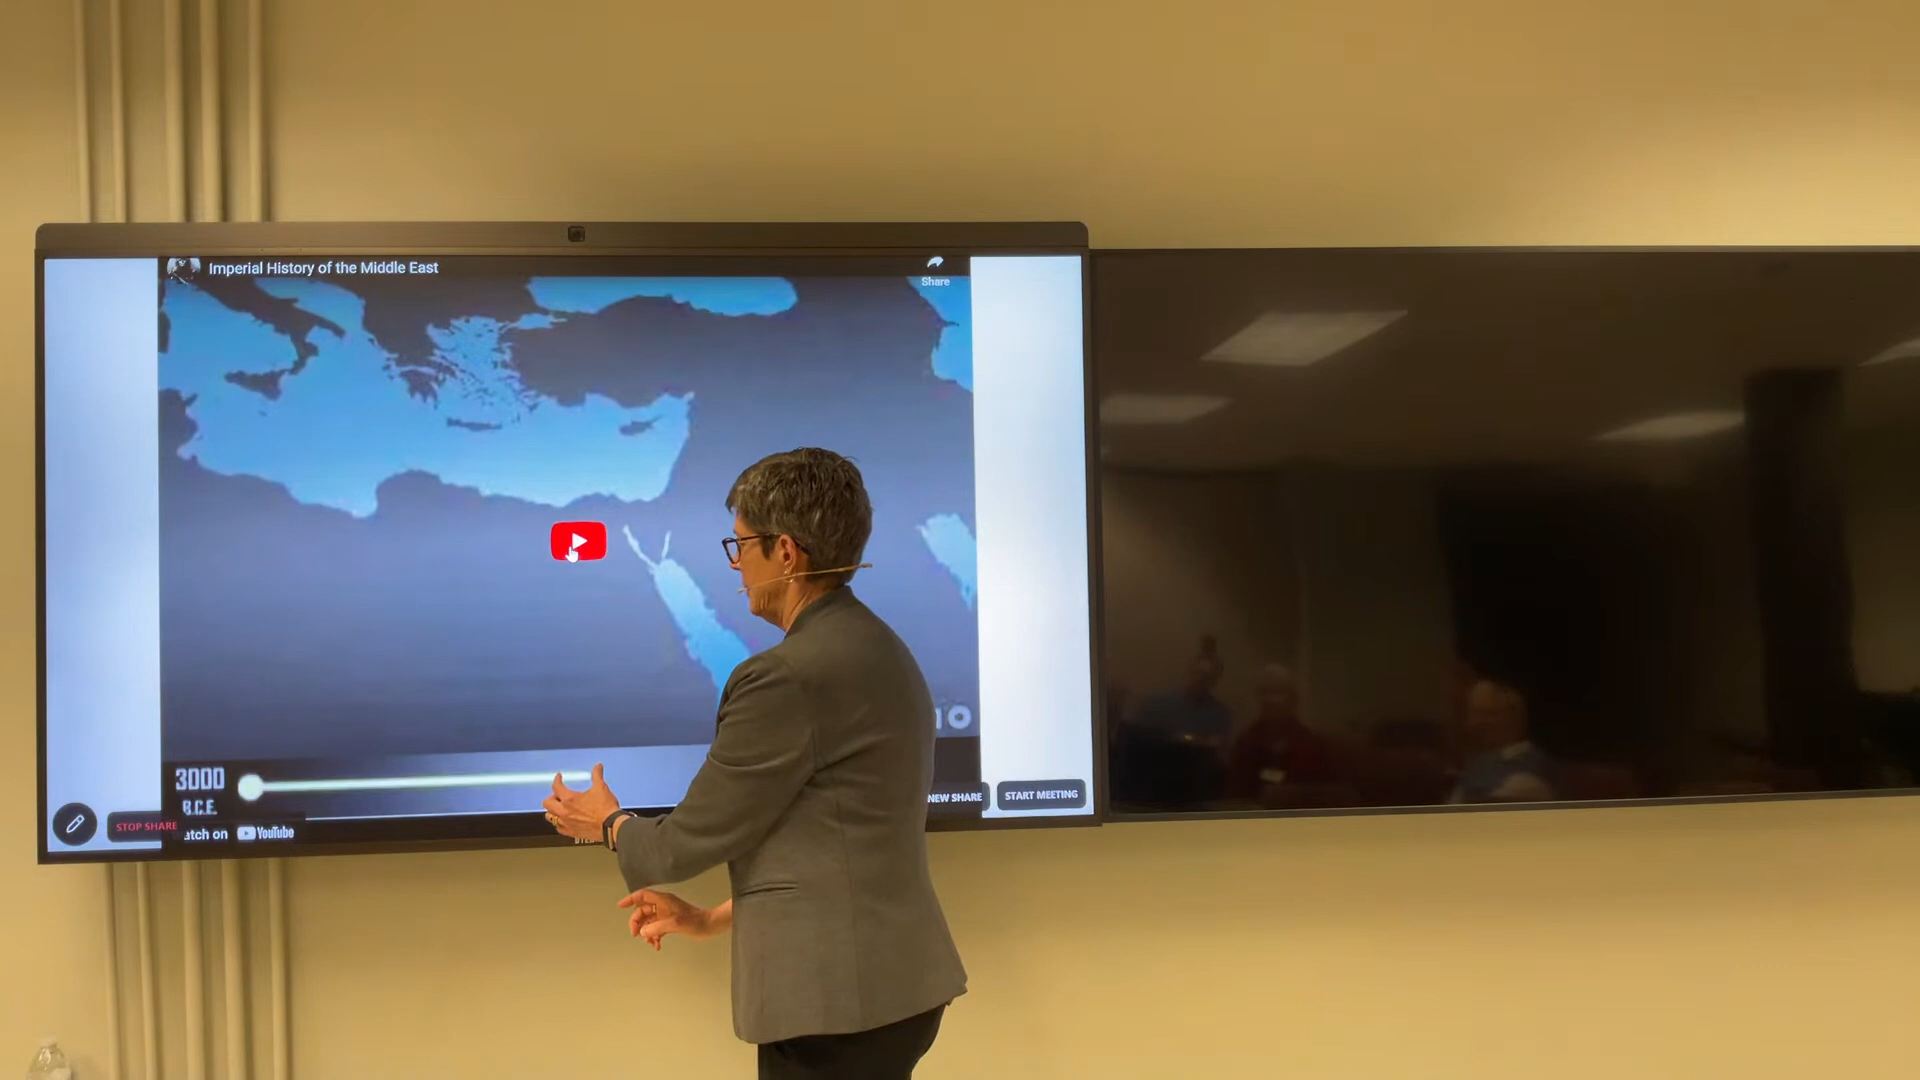 Imperial History of the Middle East
Share
3000
B.C.E.
STOP SHARE
atch on YouTube
NEW SHARE
START MEETING